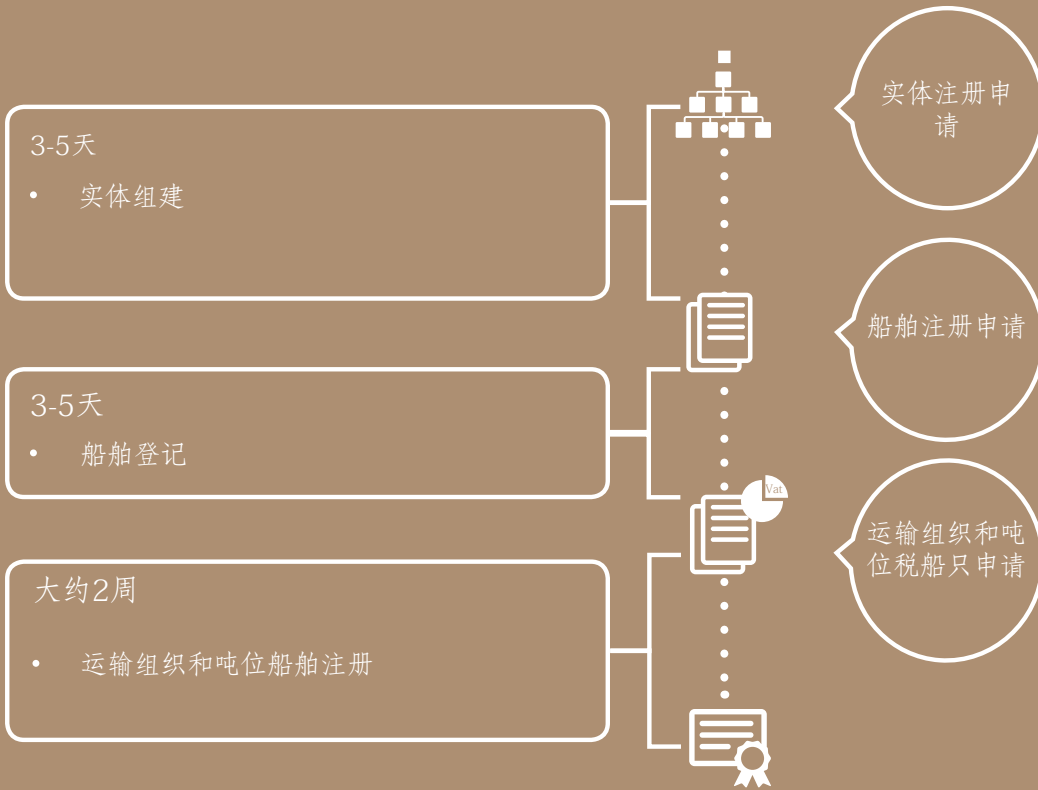 实体注册申
请
3-5天
• 实体组建
船舶注册申请
3-5天
• 船舶登记
Vat
运输组织和吨
位税船只申请
大约2周
• 运输组织和吨位船舶注册